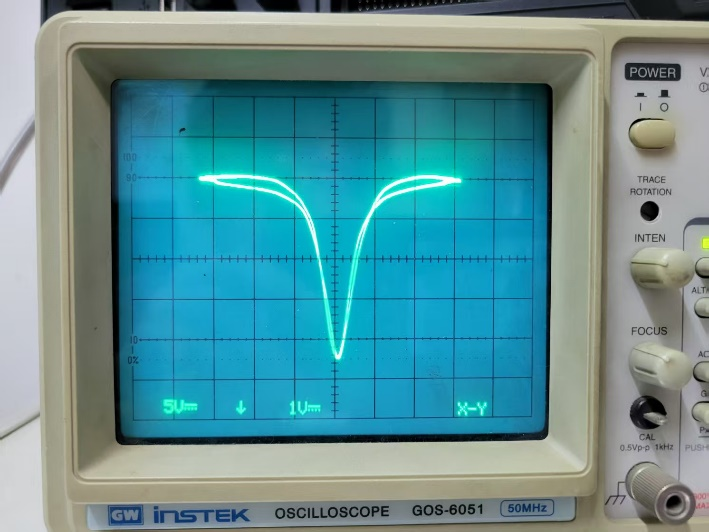 POWER
I O
TRACE
ROTATION
INTEN
FOCUS
CAL
0.5Vp-p 1kHz
100
90
10
0%
5V ↓ 1V X-Y
GW INSTEK OSCILLOSCOPE GOS-6051 50MHz